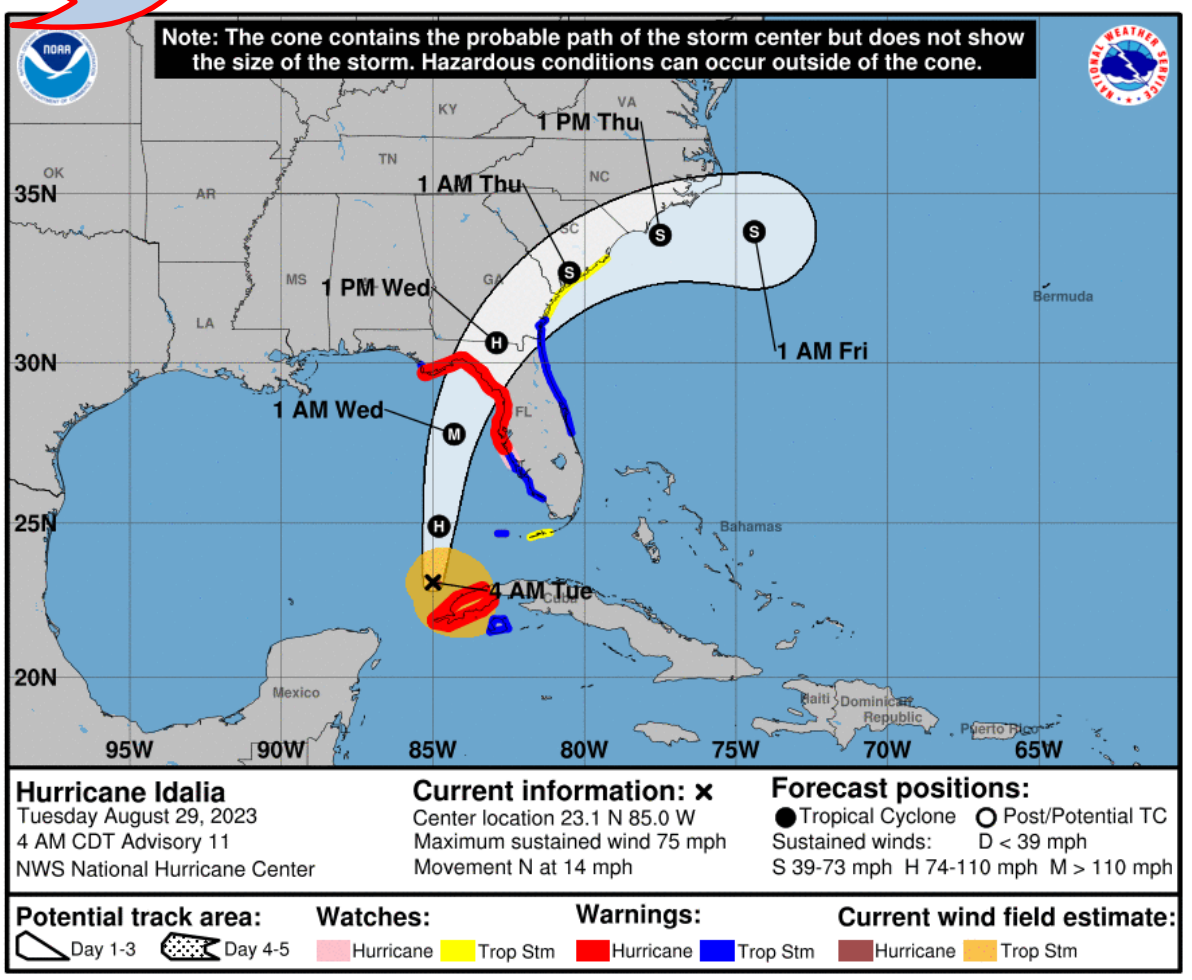 Note: The cone contains the probable path of the storm center but does not show
the size of the storm. Hazardous conditions can occur outside of the cone.
NOAA
NATIONAL WEATHER SERVICE
KY
VA
1 PM Thu
TN
OK
NC
1 AM Thu
35N
AR
SC
MS
GA
1 PM Wed
Bermuda
LA
1 AM Fri
30N
1 AM Wed
FL
25N
Bahamas
4 AM Tue
Cuba
20N
Mexico
Haiti
Dominican
Republic
Puerto Rico
95W 90W 85W 80W 75W 70W 65W
Hurricane Idalia
Tuesday August 29, 2023
4 AM CDT Advisory 11
NWS National Hurricane Center
Current information: ✖
Center location 23.1 N 85.0 W
Maximum sustained wind 75 mph
Movement N at 14 mph
Forecast positions:
Tropical Cyclone Post/Potential TC
Sustained winds: D < 39 mph
S 39-73 mph H 74-110 mph M > 110 mph
Potential track area:
Day 1-3 Day 4-5
Watches:
Hurricane Trop Stm
Warnings:
Hurricane Trop Stm
Current wind field estimate:
Hurricane Trop Stm
S
S
S
H
M
H